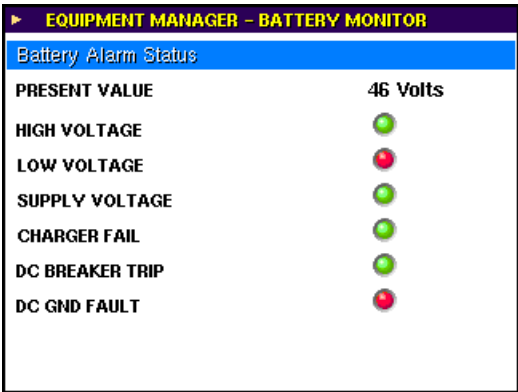 EQUIPMENT MANAGER - BATTERY MONITOR
Battery Alarm Status
PRESENT VALUE 46 Volts
HIGH VOLTAGE
LOW VOLTAGE
SUPPLY VOLTAGE
CHARGER FAIL
DC BREAKER TRIP
DC GND FAULT